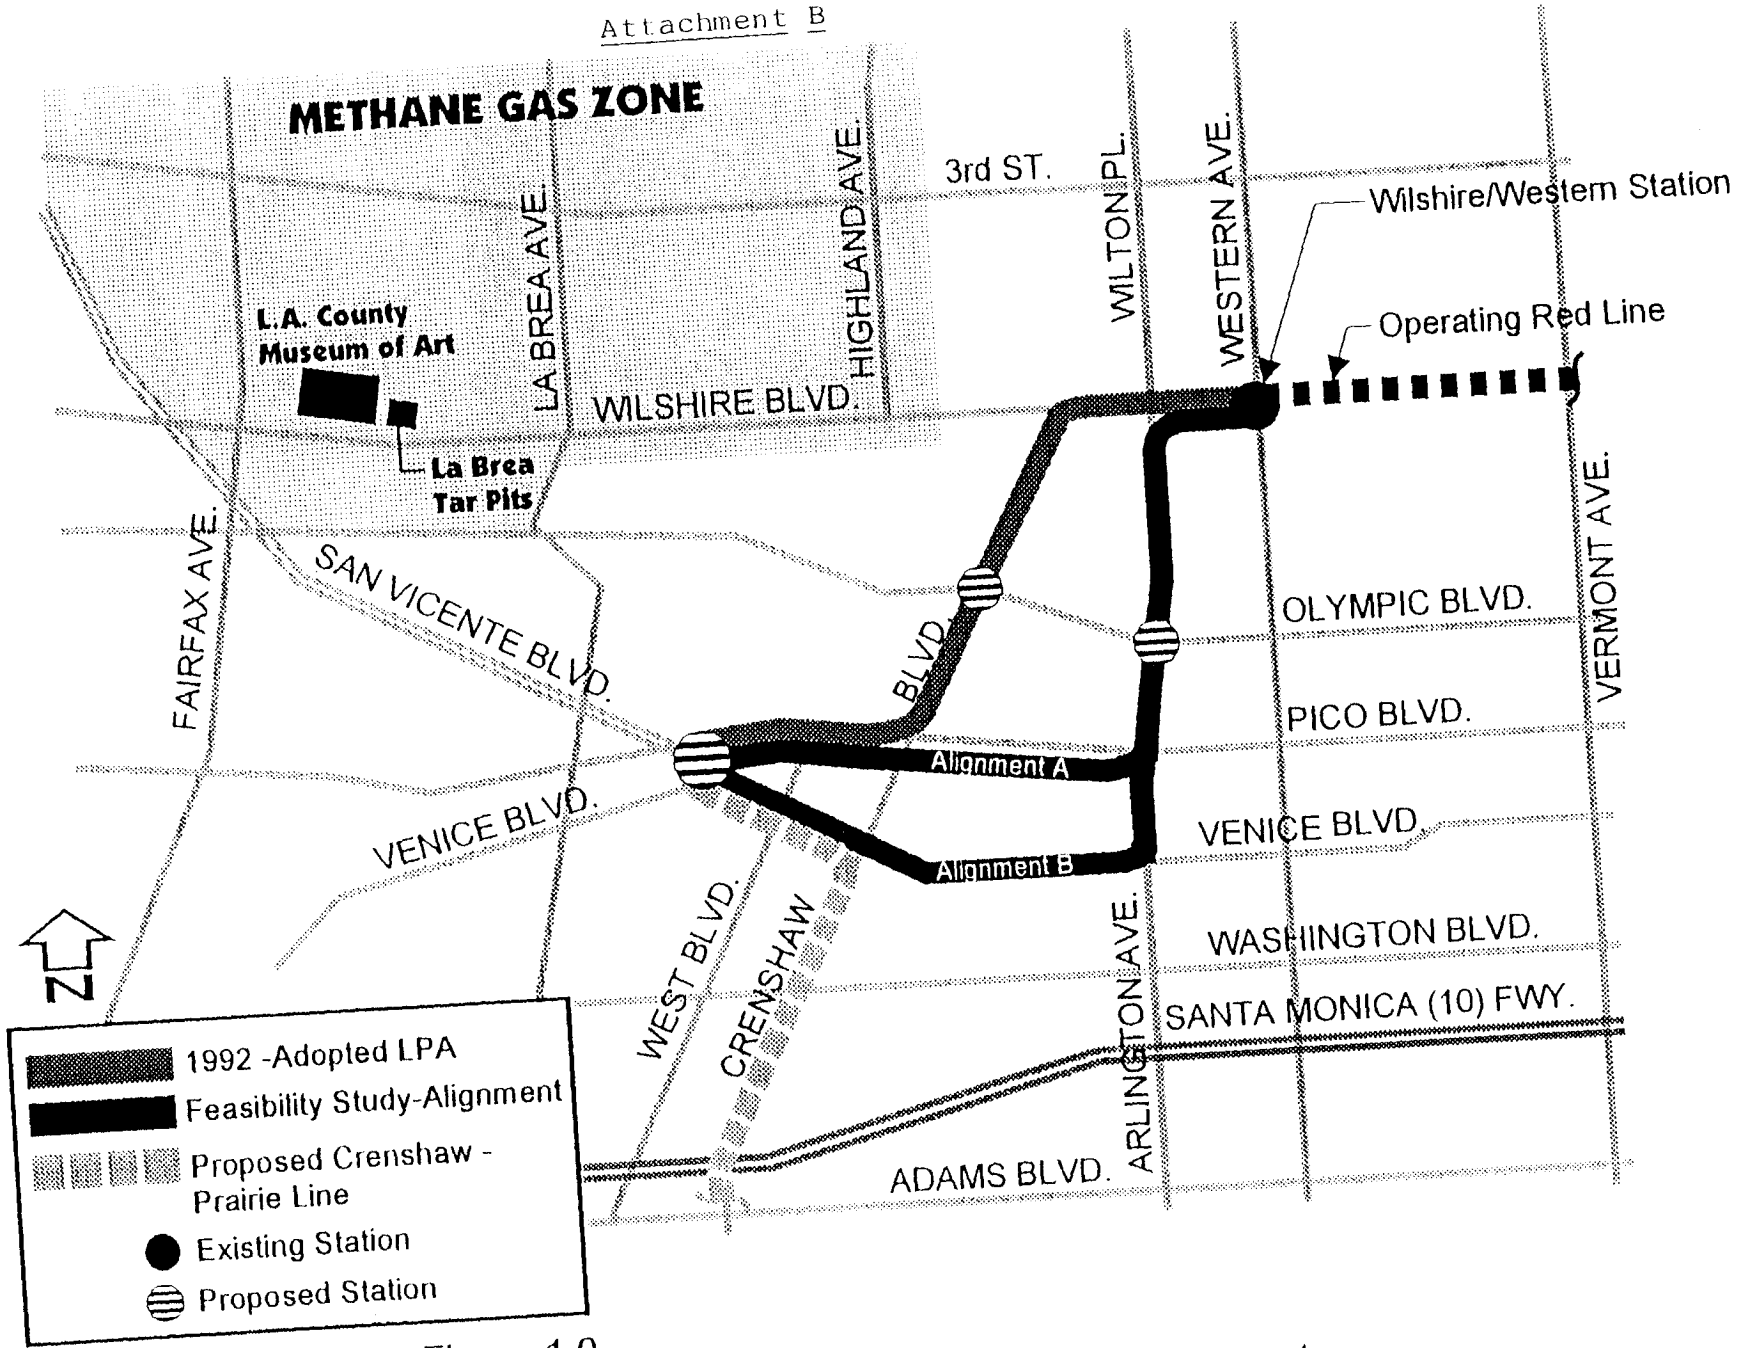 Attachment B
METHANE GAS ZONE
3rd ST.
WILTON PL.
WESTERN AVE.
HIGHLAND AVE.
LA BREA AVE.
Wilshire/Western Station
Operating Red Line
L.A. County
Museum of Art
WILSHIRE BLVD.
La Brea
Tar Pits
FAIRFAX AVE.
SAN VICENTE BLVD.
BLVD.
OLYMPIC BLVD.
VERMONT AVE.
PICO BLVD.
Alignment A
VENICE BLVD.
VENICE BLVD.
Alignment B
WEST BLVD.
CRENSHAW
ARLINGTON AVE.
WASHINGTON BLVD.
SANTA MONICA (10) FWY.
ADAMS BLVD.
N
1992 -Adopted LPA
Feasibility Study-Alignment
Proposed Crenshaw -
Prairie Line
Existing Station
Proposed Station